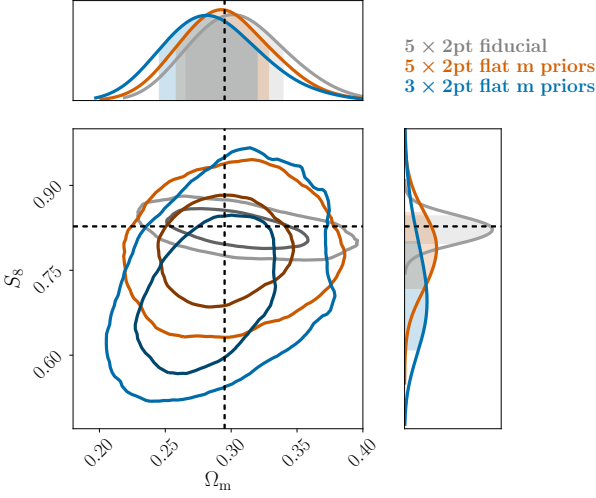 5 × 2pt fiducial
5 × 2pt flat m priors
3 × 2pt flat m priors
0.90
0.75
0.60
S₈
0.20
0.25
0.30
0.35
0.40
Ωₘ